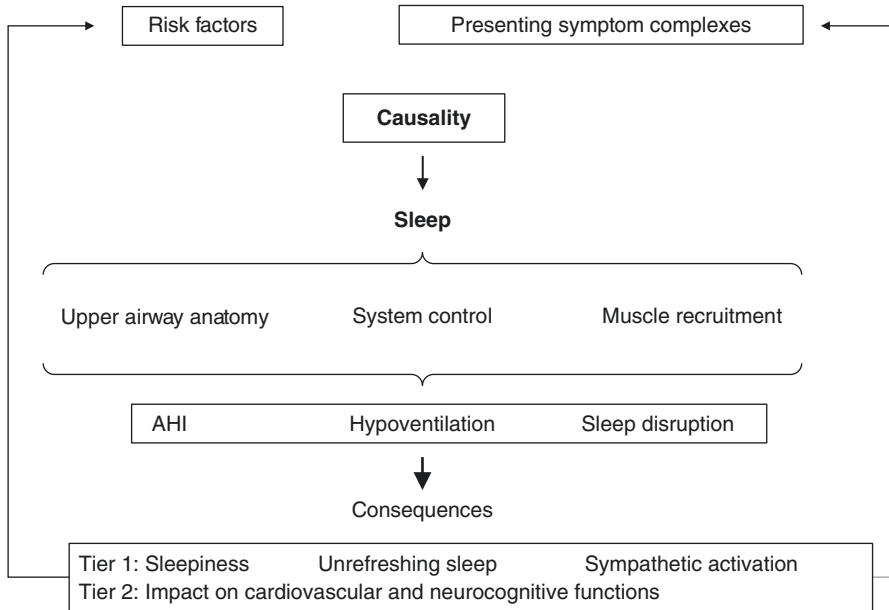 Risk factors
Presenting symptom complexes
Causality
Sleep
Upper airway anatomy
System control
Muscle recruitment
AHI
Hypoventilation
Sleep disruption
Consequences
Tier 1: Sleepiness Unrefreshing sleep Sympathetic activation
Tier 2: Impact on cardiovascular and neurocognitive functions